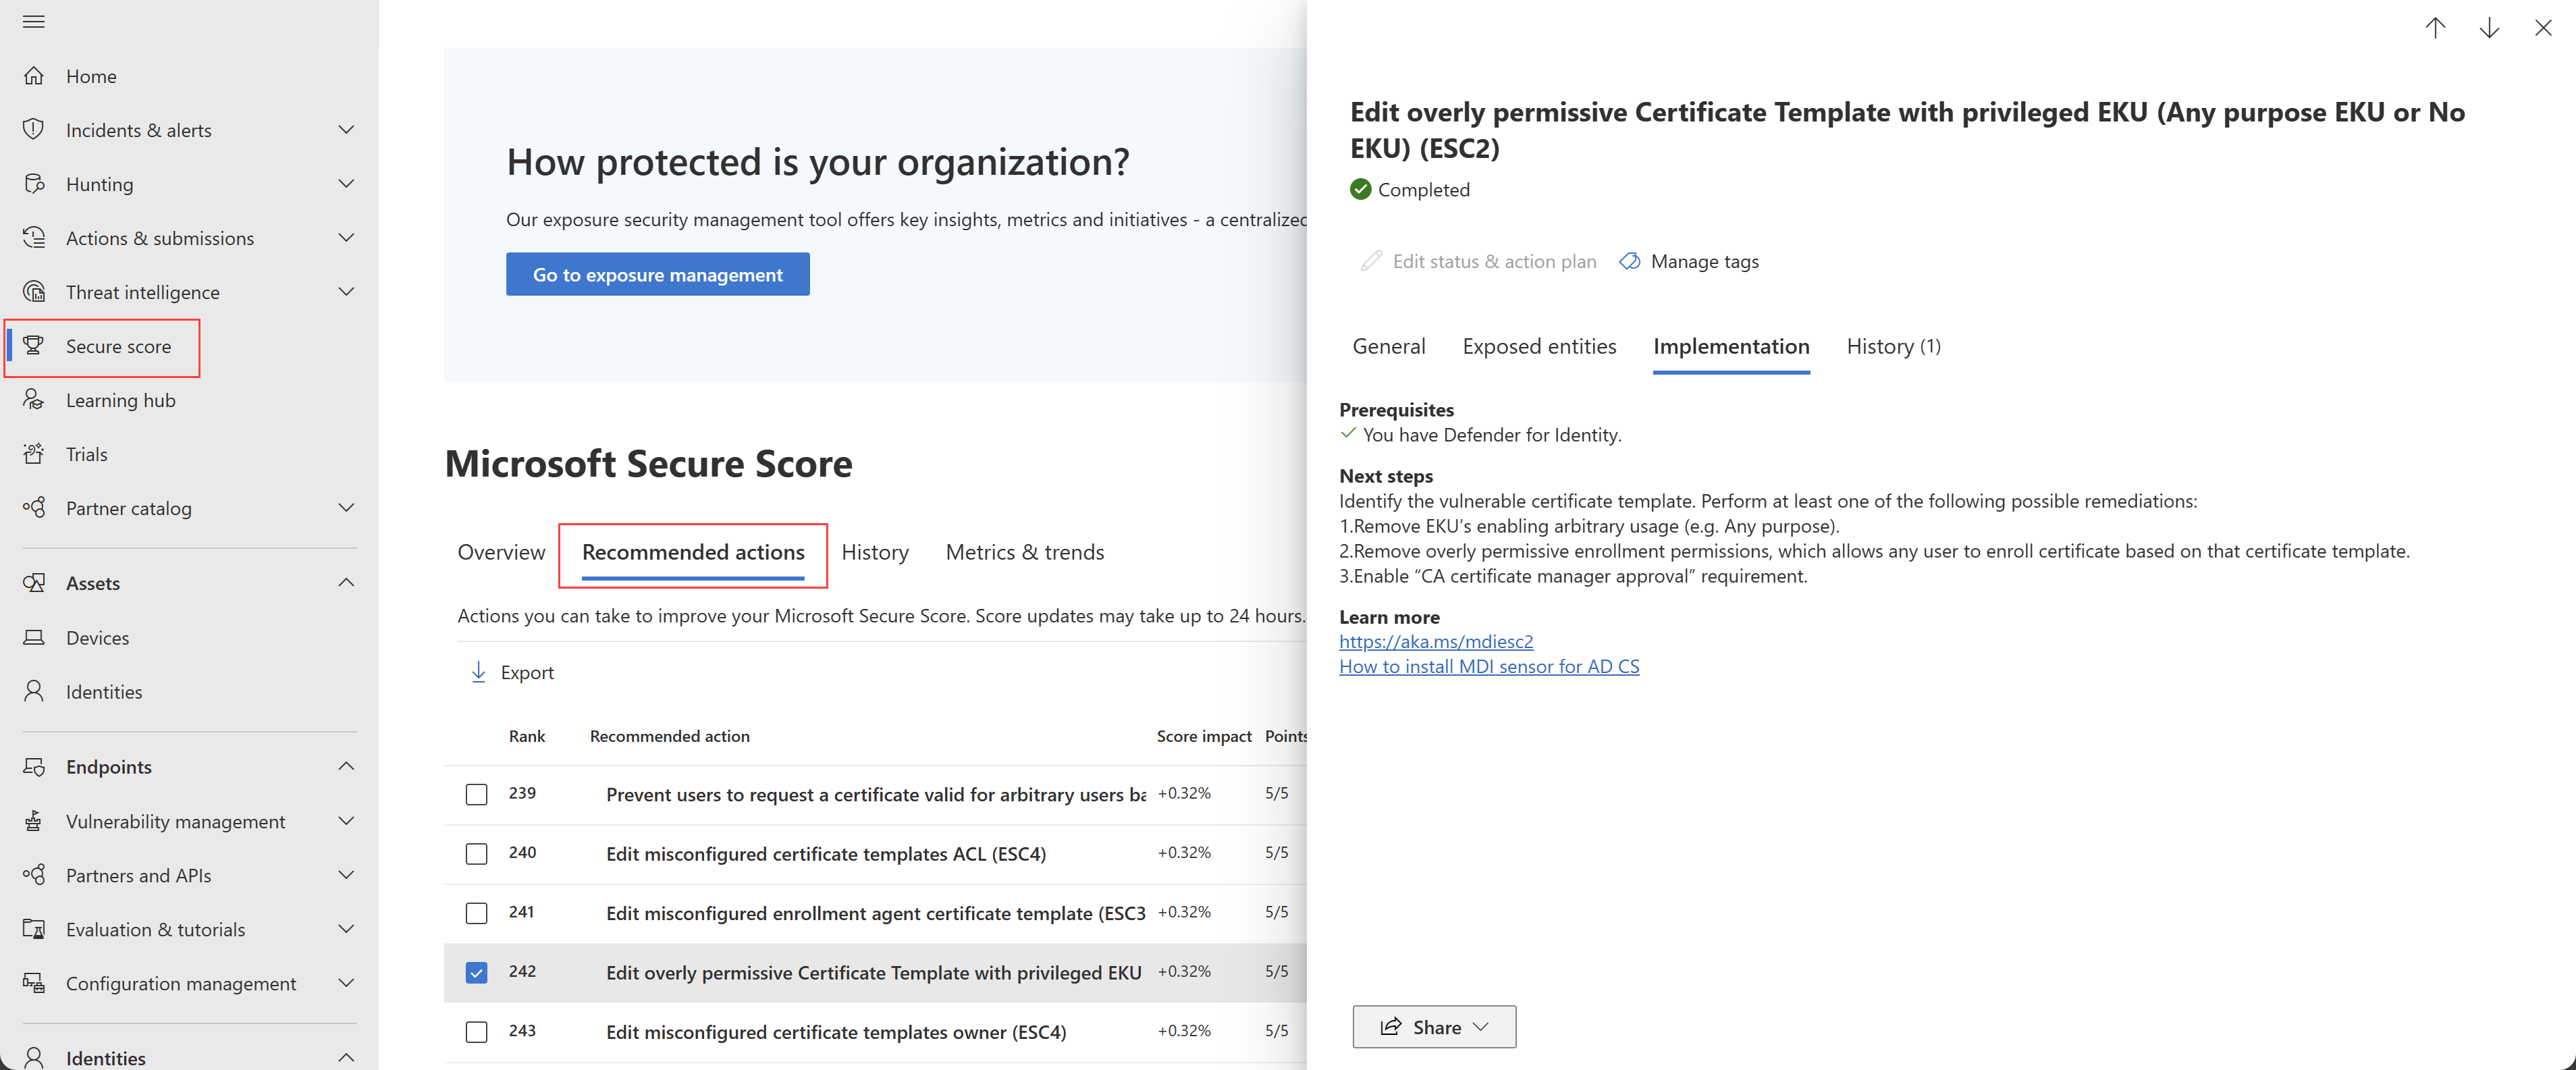 Home
Incidents & alerts
Hunting
Actions & submissions
Threat intelligence
Secure score
Learning hub
Trials
Partner catalog
Assets
Devices
Identities
Endpoints
Vulnerability management
Partners and APIs
Evaluation & tutorials
Configuration management
Identities
How protected is your organization?
Our exposure security management tool offers key insights, metrics and initiatives - a centralized
Go to exposure management
Microsoft Secure Score
Overview Recommended actions History Metrics & trends
Actions you can take to improve your Microsoft Secure Score. Score updates may take up to 24 hours.
Export
Rank Recommended action Score impact Points
239 Prevent users to request a certificate valid for arbitrary users ba +0.32% 5/5
240 Edit misconfigured certificate templates ACL (ESC4) +0.32% 5/5
241 Edit misconfigured enrollment agent certificate template (ESC3 +0.32% 5/5
242 Edit overly permissive Certificate Template with privileged EKU +0.32% 5/5
243 Edit misconfigured certificate templates owner (ESC4) +0.32% 5/5
Edit overly permissive Certificate Template with privileged EKU (Any purpose EKU or No
EKU) (ESC2)
Completed
Edit status & action plan Manage tags
General Exposed entities Implementation History (1)
Prerequisites
You have Defender for Identity.
Next steps
Identify the vulnerable certificate template. Perform at least one of the following possible remediations:
1.Remove EKU’s enabling arbitrary usage (e.g. Any purpose).
2.Remove overly permissive enrollment permissions, which allows any user to enroll certificate based on that certificate template.
3.Enable “CA certificate manager approval” requirement.
Learn more
https://aka.ms/mdiesc2
How to install MDI sensor for AD CS
Share